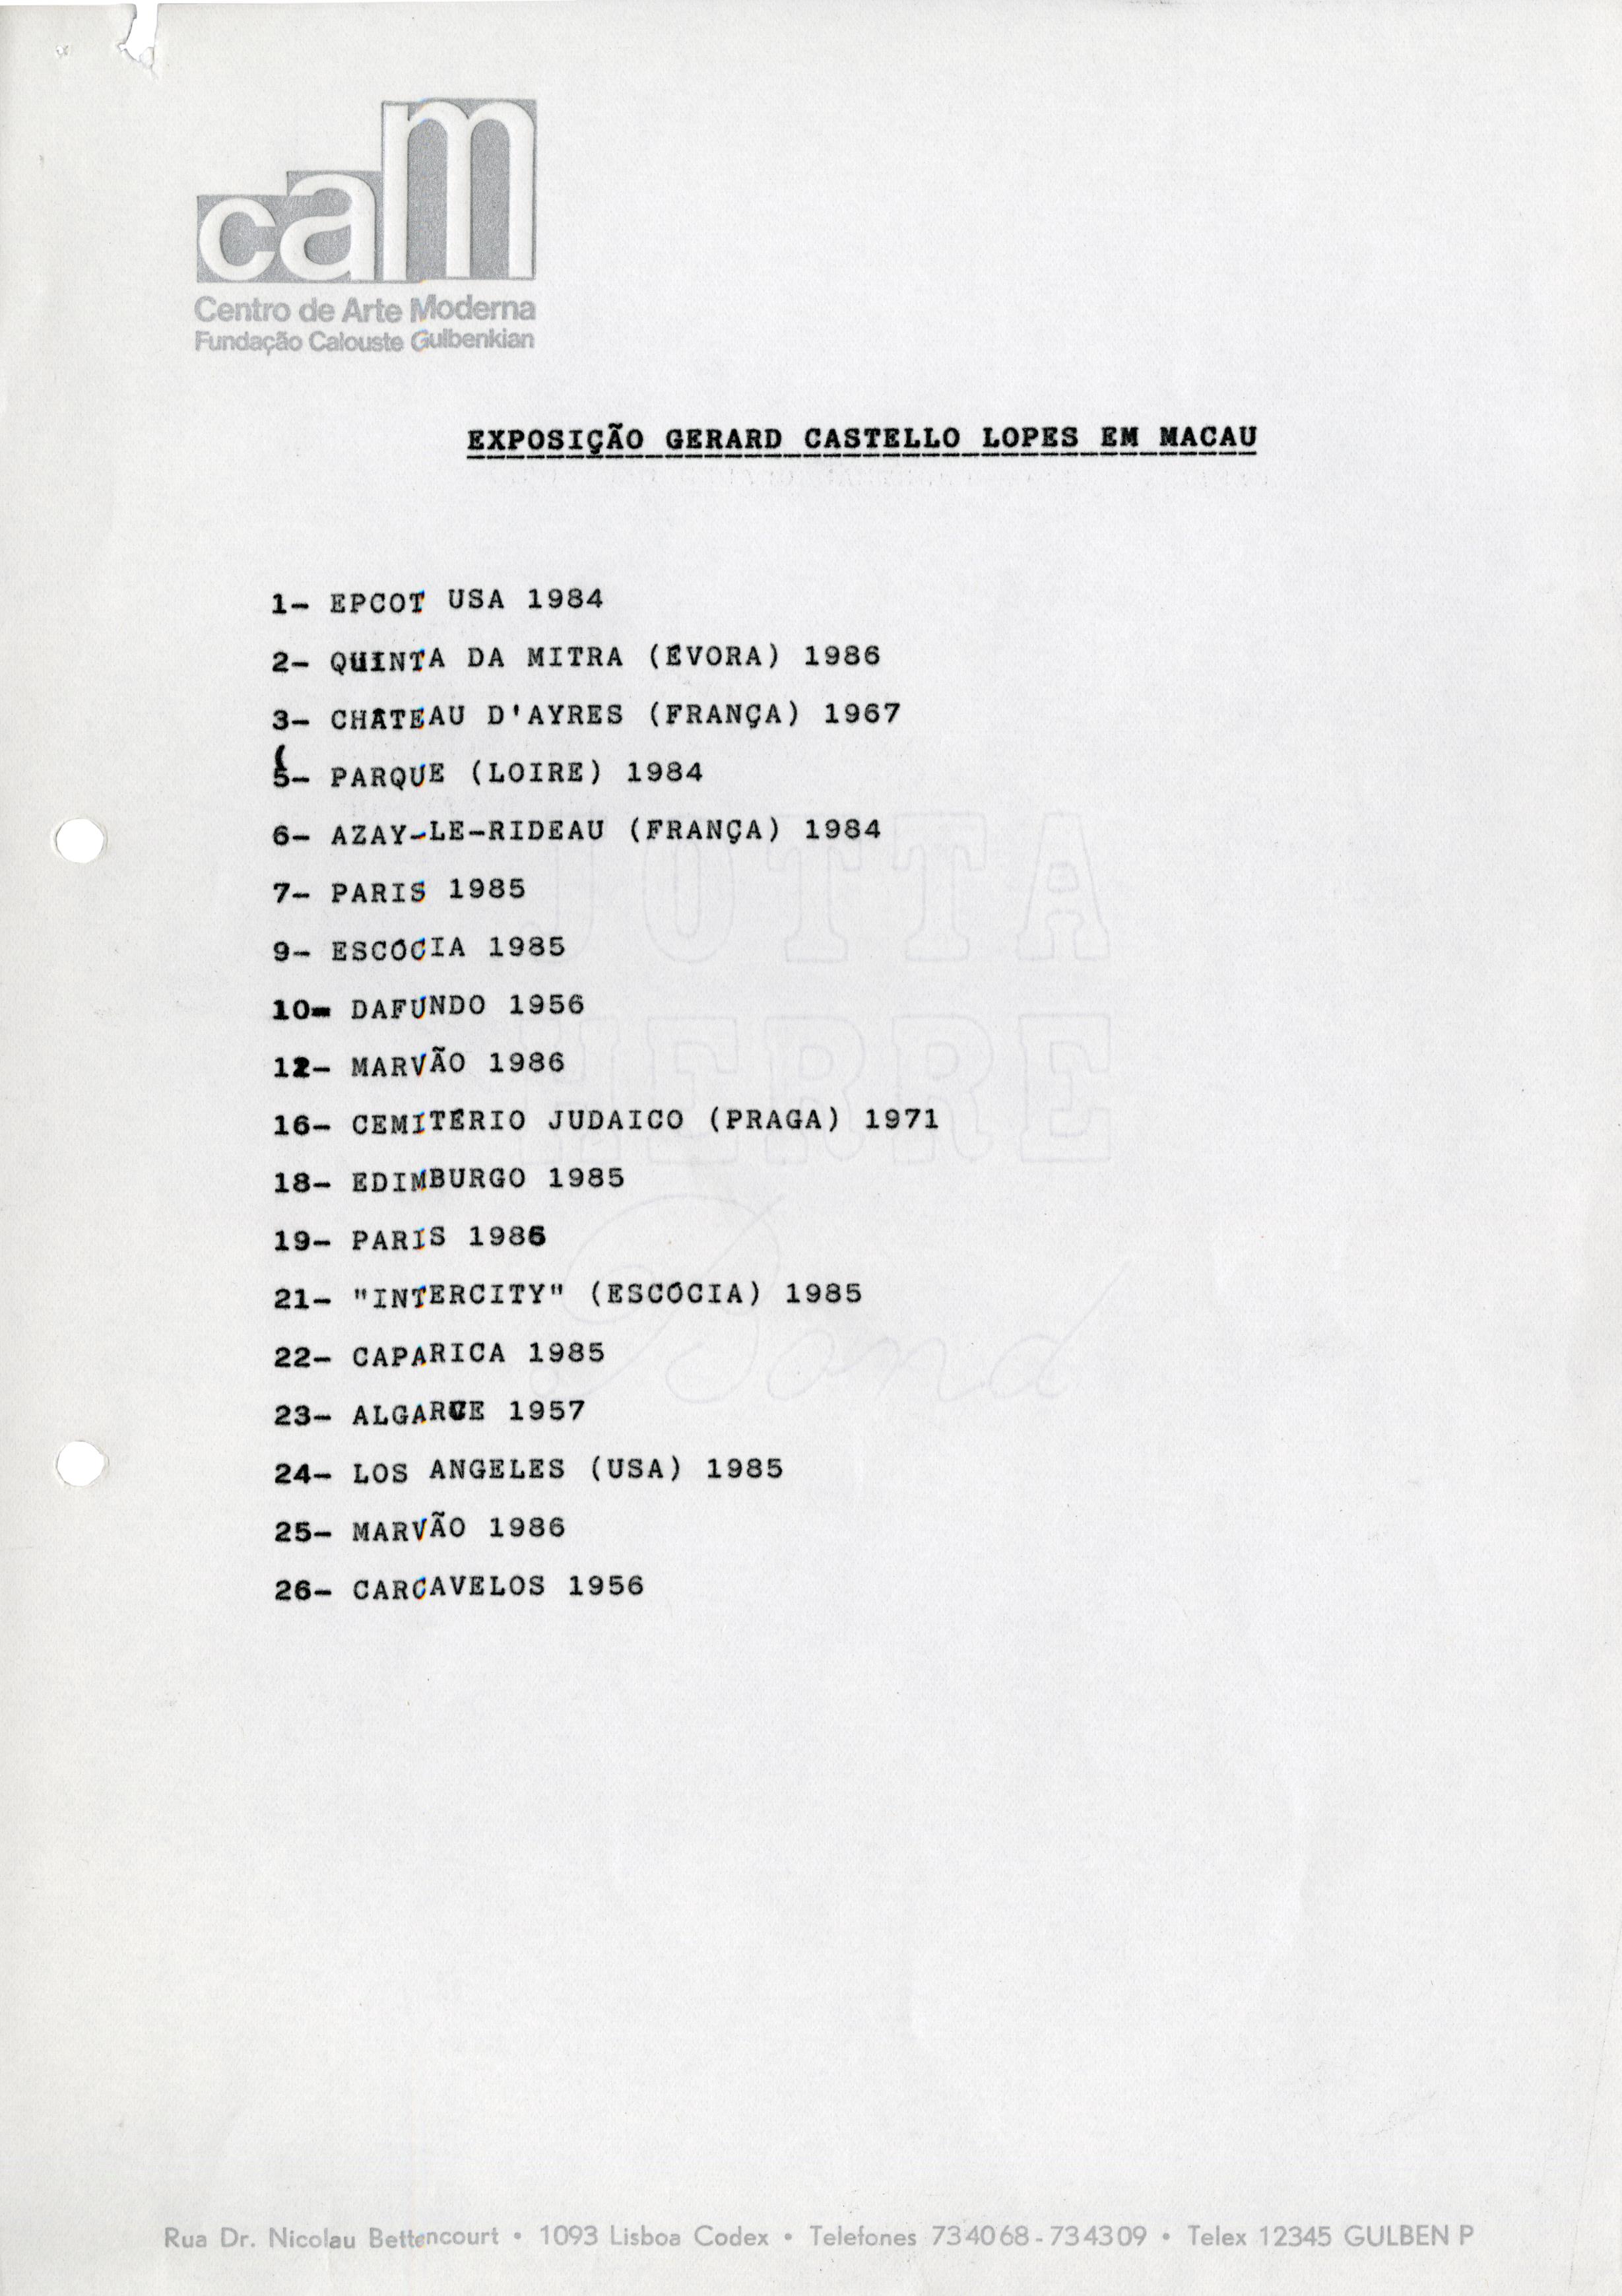 cam
Centro de Arte Moderna
Fundação Calouste Gulbenkian
EXPOSIÇÃO GERARD CASTELLO LOPES EM MACAU
1- EPCOT USA 1984
2- QUINTA DA MITRA (ÉVORA) 1986
3- CHÂTEAU D'AYRES (FRANÇA) 1967
5- PARQUE (LOIRE) 1984
6- AZAY-LE-RIDEAU (FRANÇA) 1984
7- PARIS 1985
9- ESCÓCIA 1985
10- DAFUNDO 1956
12- MARVÃO 1986
16- CEMITÉRIO JUDAICO (PRAGA) 1971
18- EDIMBURGO 1985
19- PARIS 1985
21- "INTERCITY" (ESCÓCIA) 1985
22- CAPARICA 1985
23- ALGARVE 1957
24- LOS ANGELES (USA) 1985
25- MARVÃO 1986
26- CARCAVELOS 1956
JOTTA
HERRE
Bond
Rua Dr. Nicolau Bettencourt • 1093 Lisboa Codex • Telefones 734068-734309 • Telex 12345 GULBEN P